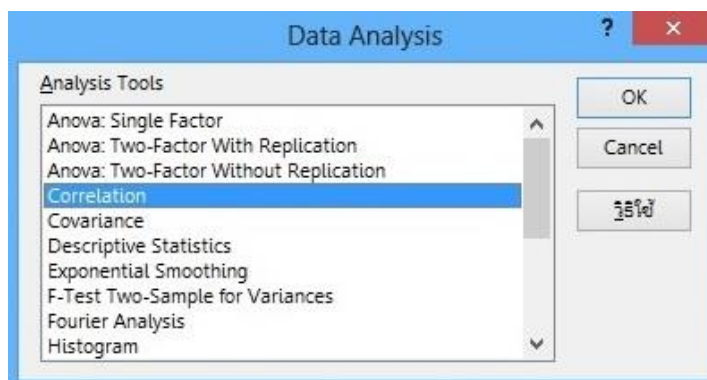 Data Analysis
?
×
Analysis Tools
Anova: Single Factor
Anova: Two-Factor With Replication
Anova: Two-Factor Without Replication
Correlation
Covariance
Descriptive Statistics
Exponential Smoothing
F-Test Two-Sample for Variances
Fourier Analysis
Histogram
OK
Cancel
วิธีใช้